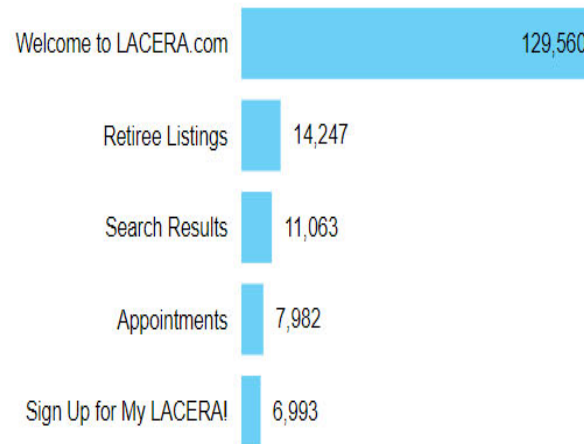 Welcome to LACERA.com 129,560
Retiree Listings 14,247
Search Results 11,063
Appointments 7,982
Sign Up for My LACERA! 6,993